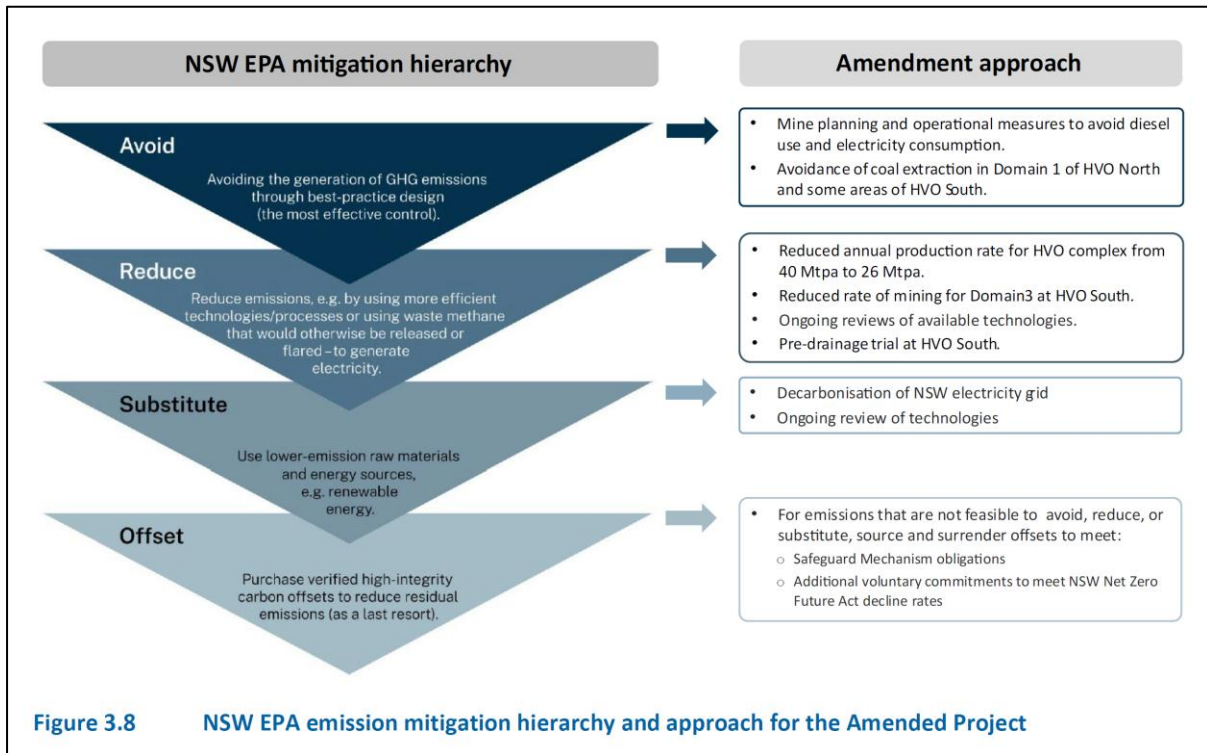 NSW EPA mitigation hierarchy
Amendment approach
Avoid
Avoiding the generation of GHG emissions
through best-practice design
(the most effective control).
• Mine planning and operational measures to avoid diesel
use and electricity consumption.
• Avoidance of coal extraction in Domain 1 of HVO North
and some areas of HVO South.
Reduce
Reduce emissions, e.g. by using more efficient
technologies/processes or using waste methane
that would otherwise be released or
flared – to generate
electricity.
• Reduced annual production rate for HVO complex from
40 Mtpa to 26 Mtpa.
• Reduced rate of mining for Domain3 at HVO South.
• Ongoing reviews of available technologies.
• Pre-drainage trial at HVO South.
Substitute
Use lower-emission raw materials
and energy sources,
e.g. renewable
energy.
• Decarbonisation of NSW electricity grid
• Ongoing review of technologies
Offset
Purchase verified high-integrity
carbon offsets to reduce residual
emissions (as a last resort).
• For emissions that are not feasible to avoid, reduce, or
substitute, source and surrender offsets to meet:
o Safeguard Mechanism obligations
o Additional voluntary commitments to meet NSW Net Zero
Future Act decline rates
Figure 3.8 NSW EPA emission mitigation hierarchy and approach for the Amended Project